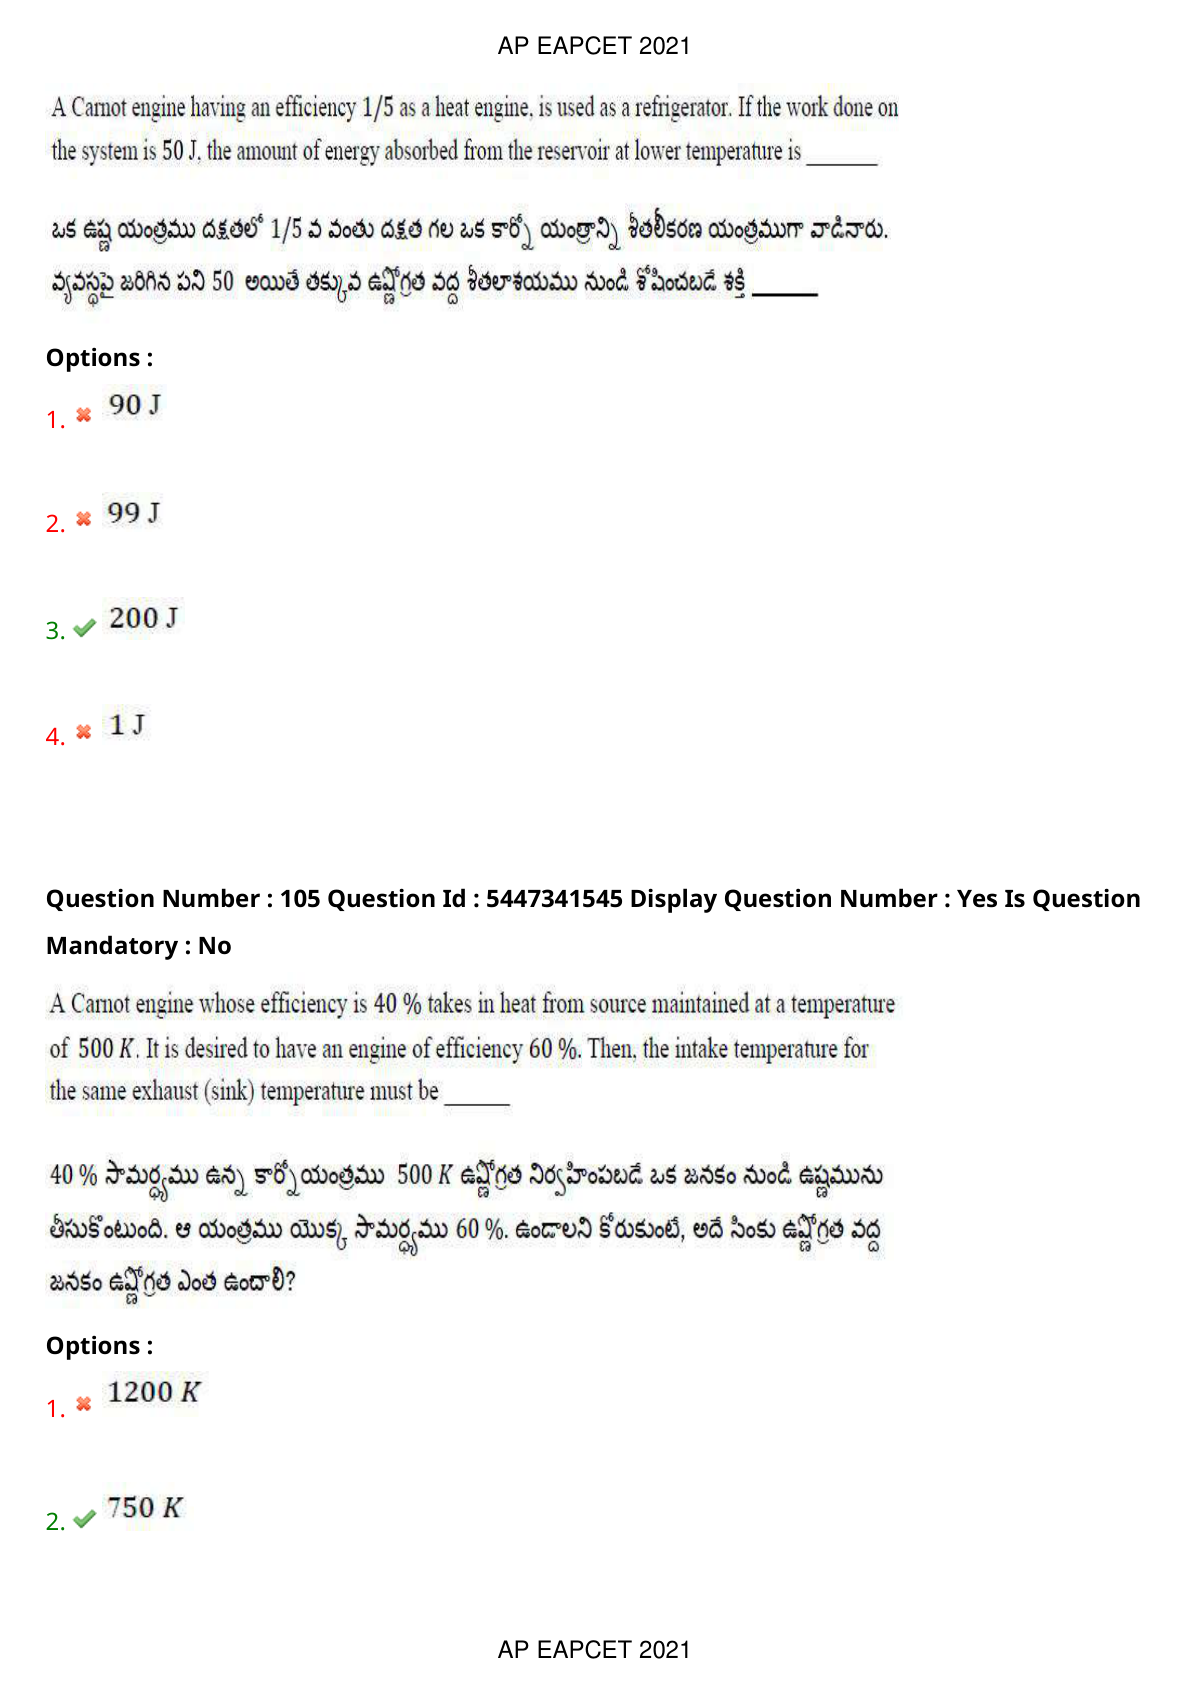 AP EAPCET 2021
A Carnot engine having an efficiency 1/5 as a heat engine, is used as a refrigerator. If the work done on
the system is 50 J, the amount of energy absorbed from the reservoir at lower temperature is ______
ఒక ఉష్ణ యంత్రము దక్షతలో 1/5 వ వంతు దక్షత గల ఒక కార్నో యంత్రాన్ని శీతలీకరణ యంత్రముగా వాడినారు.
వ్యవస్థపై జరిగిన పని 50 అయితే తక్కువ ఉష్ణోగ్రత వద్ద శీతలాశయము నుండి శోషించబడే శక్తి ______
Options :
1. 90 J
2. 99 J
3. 200 J
4. 1 J
Question Number : 105 Question Id : 5447341545 Display Question Number : Yes Is Question
Mandatory : No
A Carnot engine whose efficiency is 40 % takes in heat from source maintained at a temperature
of 500 K. It is desired to have an engine of efficiency 60 %. Then, the intake temperature for
the same exhaust (sink) temperature must be ______
40 % సామర్ధ్యము ఉన్న కార్నోయంత్రము 500 K ఉష్ణోగ్రత నిర్వహింపబడే ఒక జనకం నుండి ఉష్ణమును
తీసుకొంటుంది. ఆ యంత్రము యొక్క సామర్ధ్యము 60 %. ఉండాలని కోరుకుంటే, అదే సింకు ఉష్ణోగ్రత వద్ద
జనకం ఉష్ణోగ్రత ఎంత ఉందాలి?
Options :
1. 1200 K
2. 750 K
AP EAPCET 2021